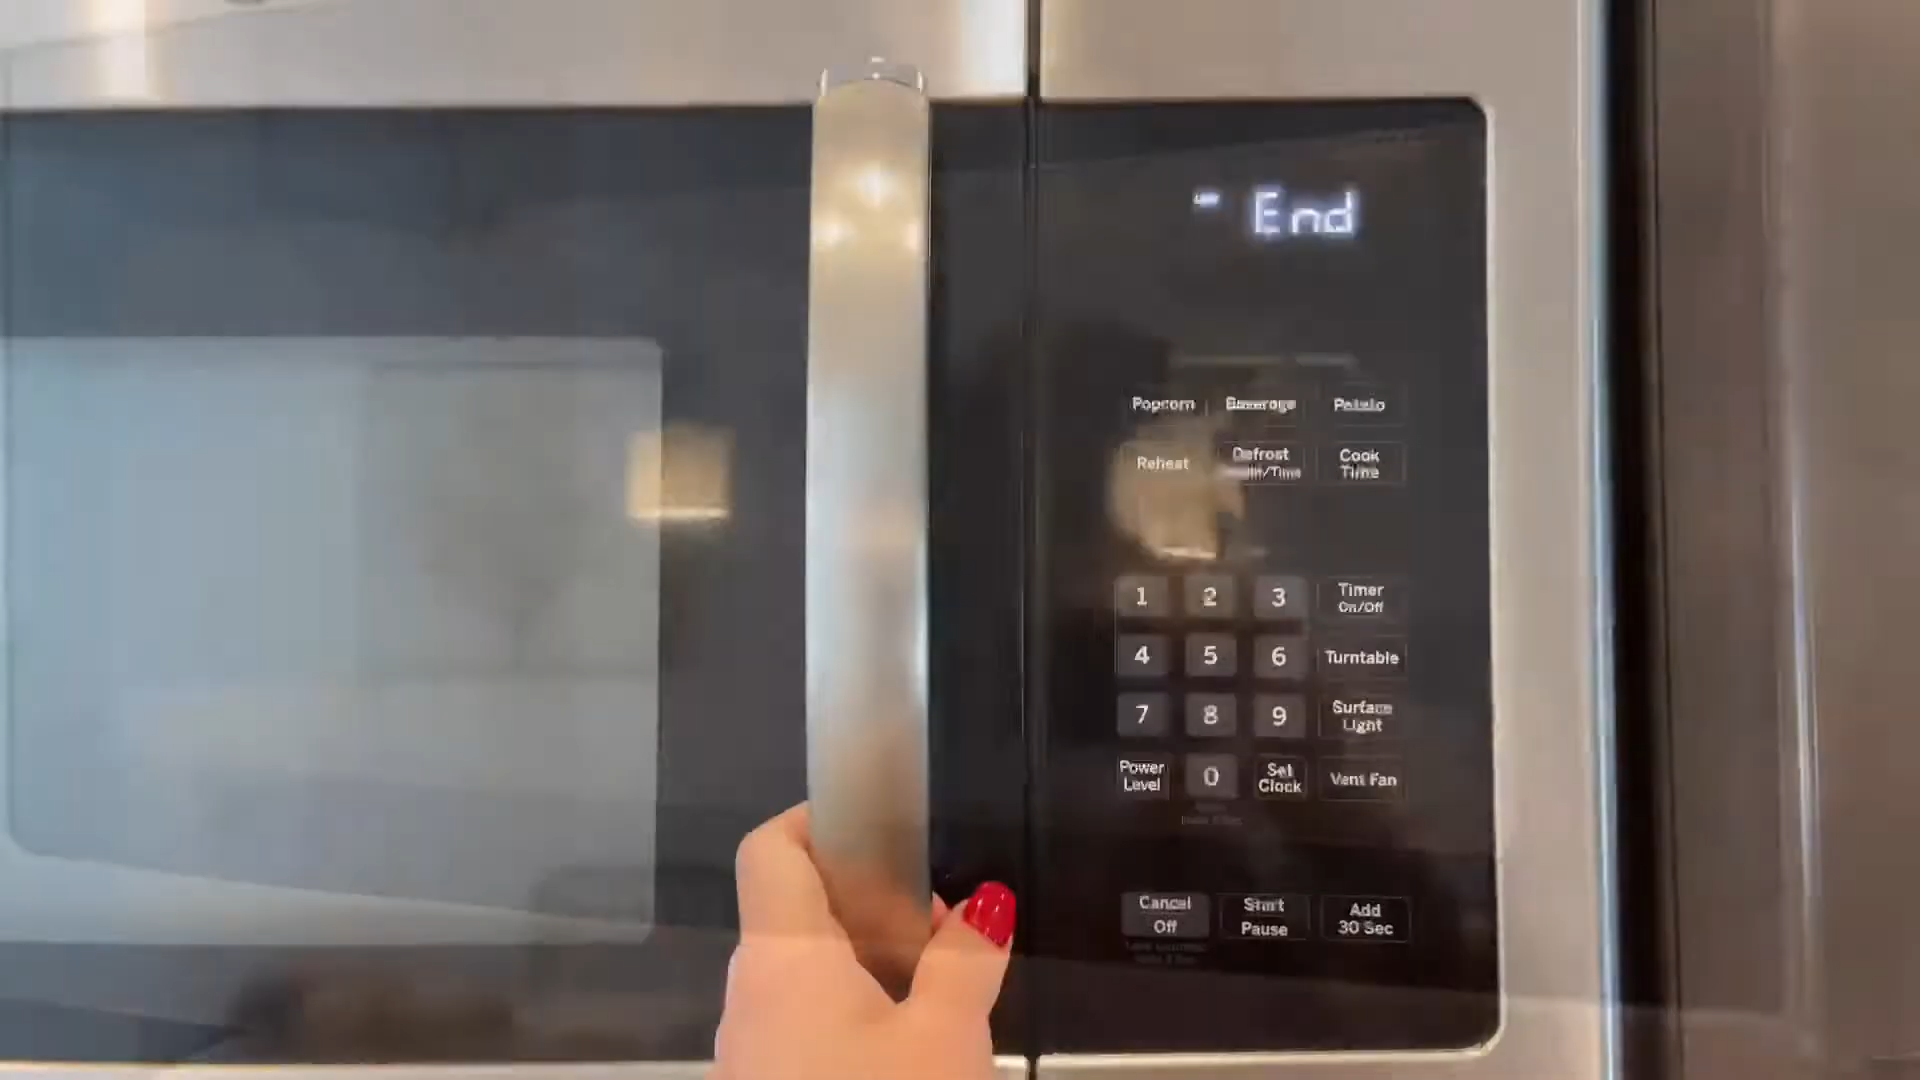 End
Popcorn Beverage Potato
Reheat Defrost Cook
Time
1 2 3 Timer
On/Off
4 5 6 Turntable
7 8 9 Surface
Light
Power 0 Set Vent Fan
Level Clock
Cancel Start Add
Off Pause 30 Sec